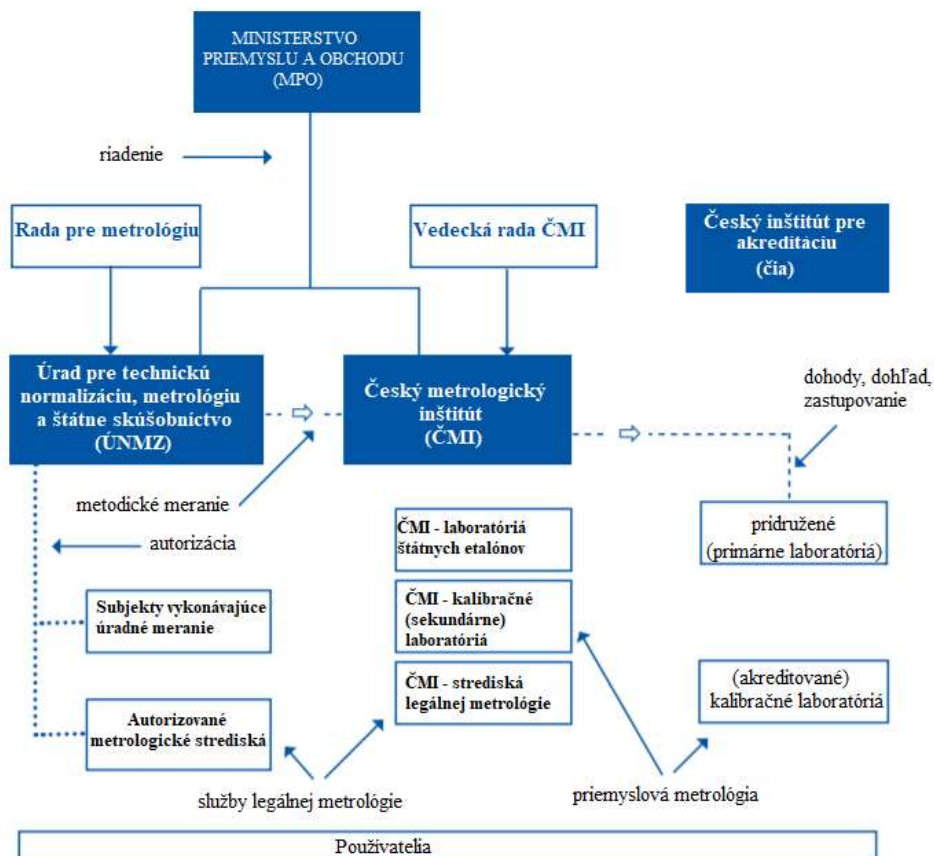 MINISTERSTVO
PRIEMYSLU A OBCHODU
(MPO)
riadenie
Rada pre metrológiu
Vedecká rada ČMI
Český inštitút pre
akreditáciu
(čia)
Úrad pre technickú
normalizáciu, metrológiu
a štátne skúšobníctvo
(ÚNMZ)
Český metrologický
inštitút
(ČMI)
dohody, dohľad,
zastupovanie
metodické meranie
autorizácia
ČMI - laboratóriá
štátnych etalónov
pridružené
(primárne laboratóriá)
Subjekty vykonávajúce
úradné meranie
ČMI - kalibračné
(sekundárne)
laboratóriá
ČMI - strediská
legálnej metrológie
(akreditované)
kalibračné laboratóriá
Autorizované
metrologické strediská
služby legálnej metrológie
priemyslová metrológia
Používatelia